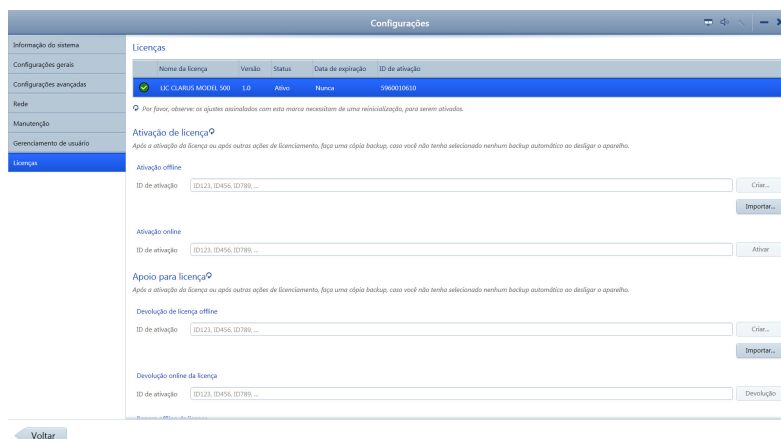 Configurações
Informação do sistema
Configurações gerais
Configurações avançadas
Rede
Manutenção
Gerenciamento de usuário
Licenças
Licenças
Nome da licença Versão Status Data de expiração ID de ativação
LIC CLARUS MODEL 500 1.0 Ativo Nunca 5960010610
Por favor, observe: os ajustes assinalados com esta marca necessitam de uma reinicialização, para serem ativados.
Ativação de licença
Após a ativação da licença ou após outras ações de licenciamento, faça uma cópia backup, caso você não tenha selecionado nenhum backup automático ao desligar o aparelho.
Ativação offline
ID de ativação ID123, ID456, ID789, ... Criar...
Importar...
Ativação online
ID de ativação ID123, ID456, ID789, ... Ativar
Apoio para licença
Após a ativação da licença ou após outras ações de licenciamento, faça uma cópia backup, caso você não tenha selecionado nenhum backup automático ao desligar o aparelho.
Devolução de licença offline
ID de ativação ID123, ID456, ID789, ... Criar...
Importar...
Devolução online da licença
ID de ativação ID123, ID456, ID789, ... Devolução
Voltar